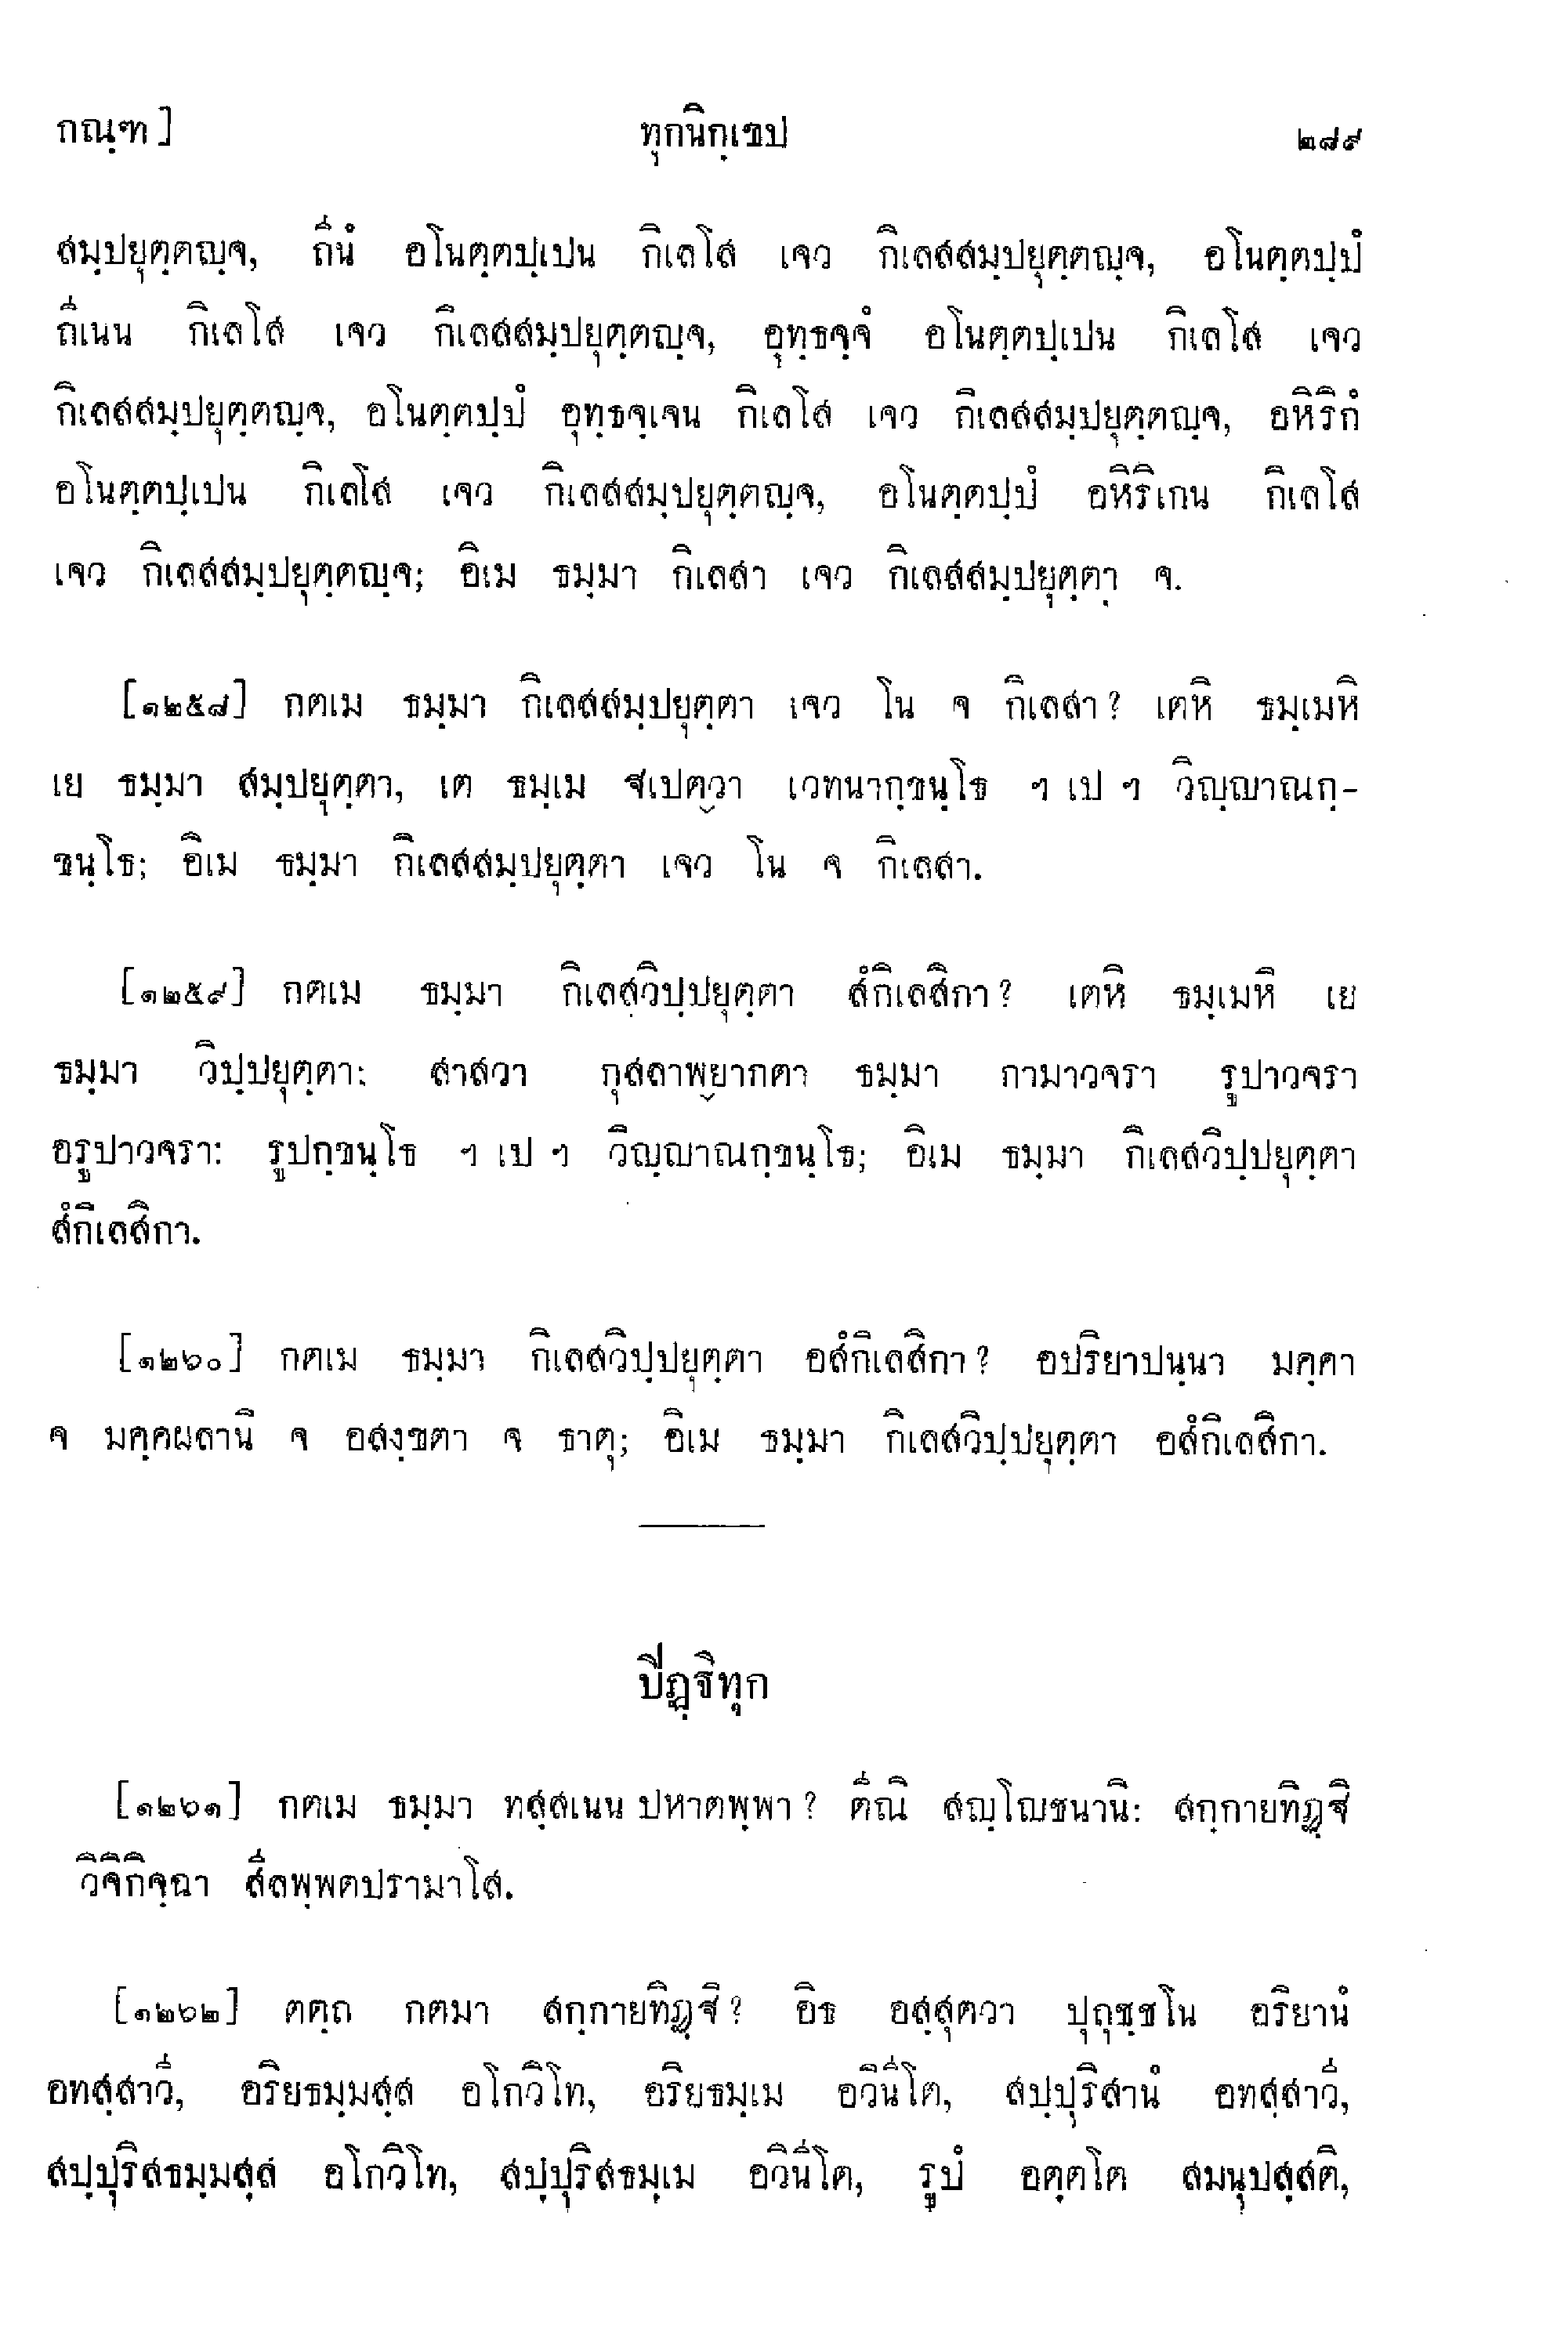 กณฺฑ] ทุกนิกฺเขป ๒๘๙
สมฺปยุตฺตญฺจ, ถีนํ อโนตฺตปฺเปน กิเลโส เจว กิเลสสมฺปยุตฺตญฺจ, อโนตฺตปฺปํ
ถีเนน กิเลโส เจว กิเลสสมฺปยุตฺตญฺจ, อุทฺธจฺจํ อโนตฺตปฺเปน กิเลโส เจว
กิเลสสมฺปยุตฺตญฺจ, อโนตฺตปฺปํ อุทฺธจฺเจน กิเลโส เจว กิเลสสมฺปยุตฺตญฺจ, อหิริกํ
อโนตฺตปฺเปน กิเลโส เจว กิเลสสมฺปยุตฺตญฺจ, อโนตฺตปฺปํ อหิริเกน กิเลโส
เจว กิเลสสมฺปยุตฺตญฺจ; อิเม ธมฺมา กิเลสา เจว กิเลสสมฺปยุตฺตา จ.
[๑๒๕๘] กตเม ธมฺมา กิเลสสมฺปยุตฺตา เจว โน จ กิเลสา? เตหิ ธมฺเมหิ
เย ธมฺมา สมฺปยุตฺตา, เต ธมฺเม ฐเปตฺวา เวทนากฺขนฺโธ ฯ เป ฯ วิญฺญาณกฺ-
ขนฺโธ; อิเม ธมฺมา กิเลสสมฺปยุตฺตา เจว โน จ กิเลสา.
[๑๒๕๙] กตเม ธมฺมา กิเลสวิปฺปยุตฺตา สํกิเลสิกา? เตหิ ธมฺเมหิ เย
ธมฺมา วิปฺปยุตฺตา: สาสวา กุสลาพฺยากตา ธมฺมา กามาวจรา รูปาวจรา
อรูปาวจรา: รูปกฺขนฺโธ ฯ เป ฯ วิญฺญาณกฺขนฺโธ; อิเม ธมฺมา กิเลสวิปฺปยุตฺตา
สํกิเลสิกา.
[๑๒๖๐] กตเม ธมฺมา กิเลสวิปฺปยุตฺตา อสํกิเลสิกา? อปริยาปนฺนา มคฺคา
จ มคฺคผลานิ จ อสงฺขตา จ ธาตุ; อิเม ธมฺมา กิเลสวิปฺปยุตฺตา อสํกิเลสิกา.
ปีฏฺฐิทุก
[๑๒๖๑] กตเม ธมฺมา ทสฺสเนน ปหาตพฺพา? ตีณิ สญฺโญชนานิ: สกฺกายทิฏฺฐิ
วิจิกิจฺฉา สีลพฺพตปรามาโส.
[๑๒๖๒] ตตฺถ กตมา สกฺกายทิฏฺฐิ? อิธ อสฺสุตวา ปุถุชฺชโน อริยานํ
อทสฺสาวี, อริยธมฺมสฺส อโกวิโท, อริยธมฺเม อวินีโต, สปฺปุริสานํ อทสฺสาวี,
สปฺปุริสธมฺมสฺส อโกวิโท, สปฺปุริสธมฺเม อวินีโต, รูปํ อตฺตโต สมนุปสฺสติ,